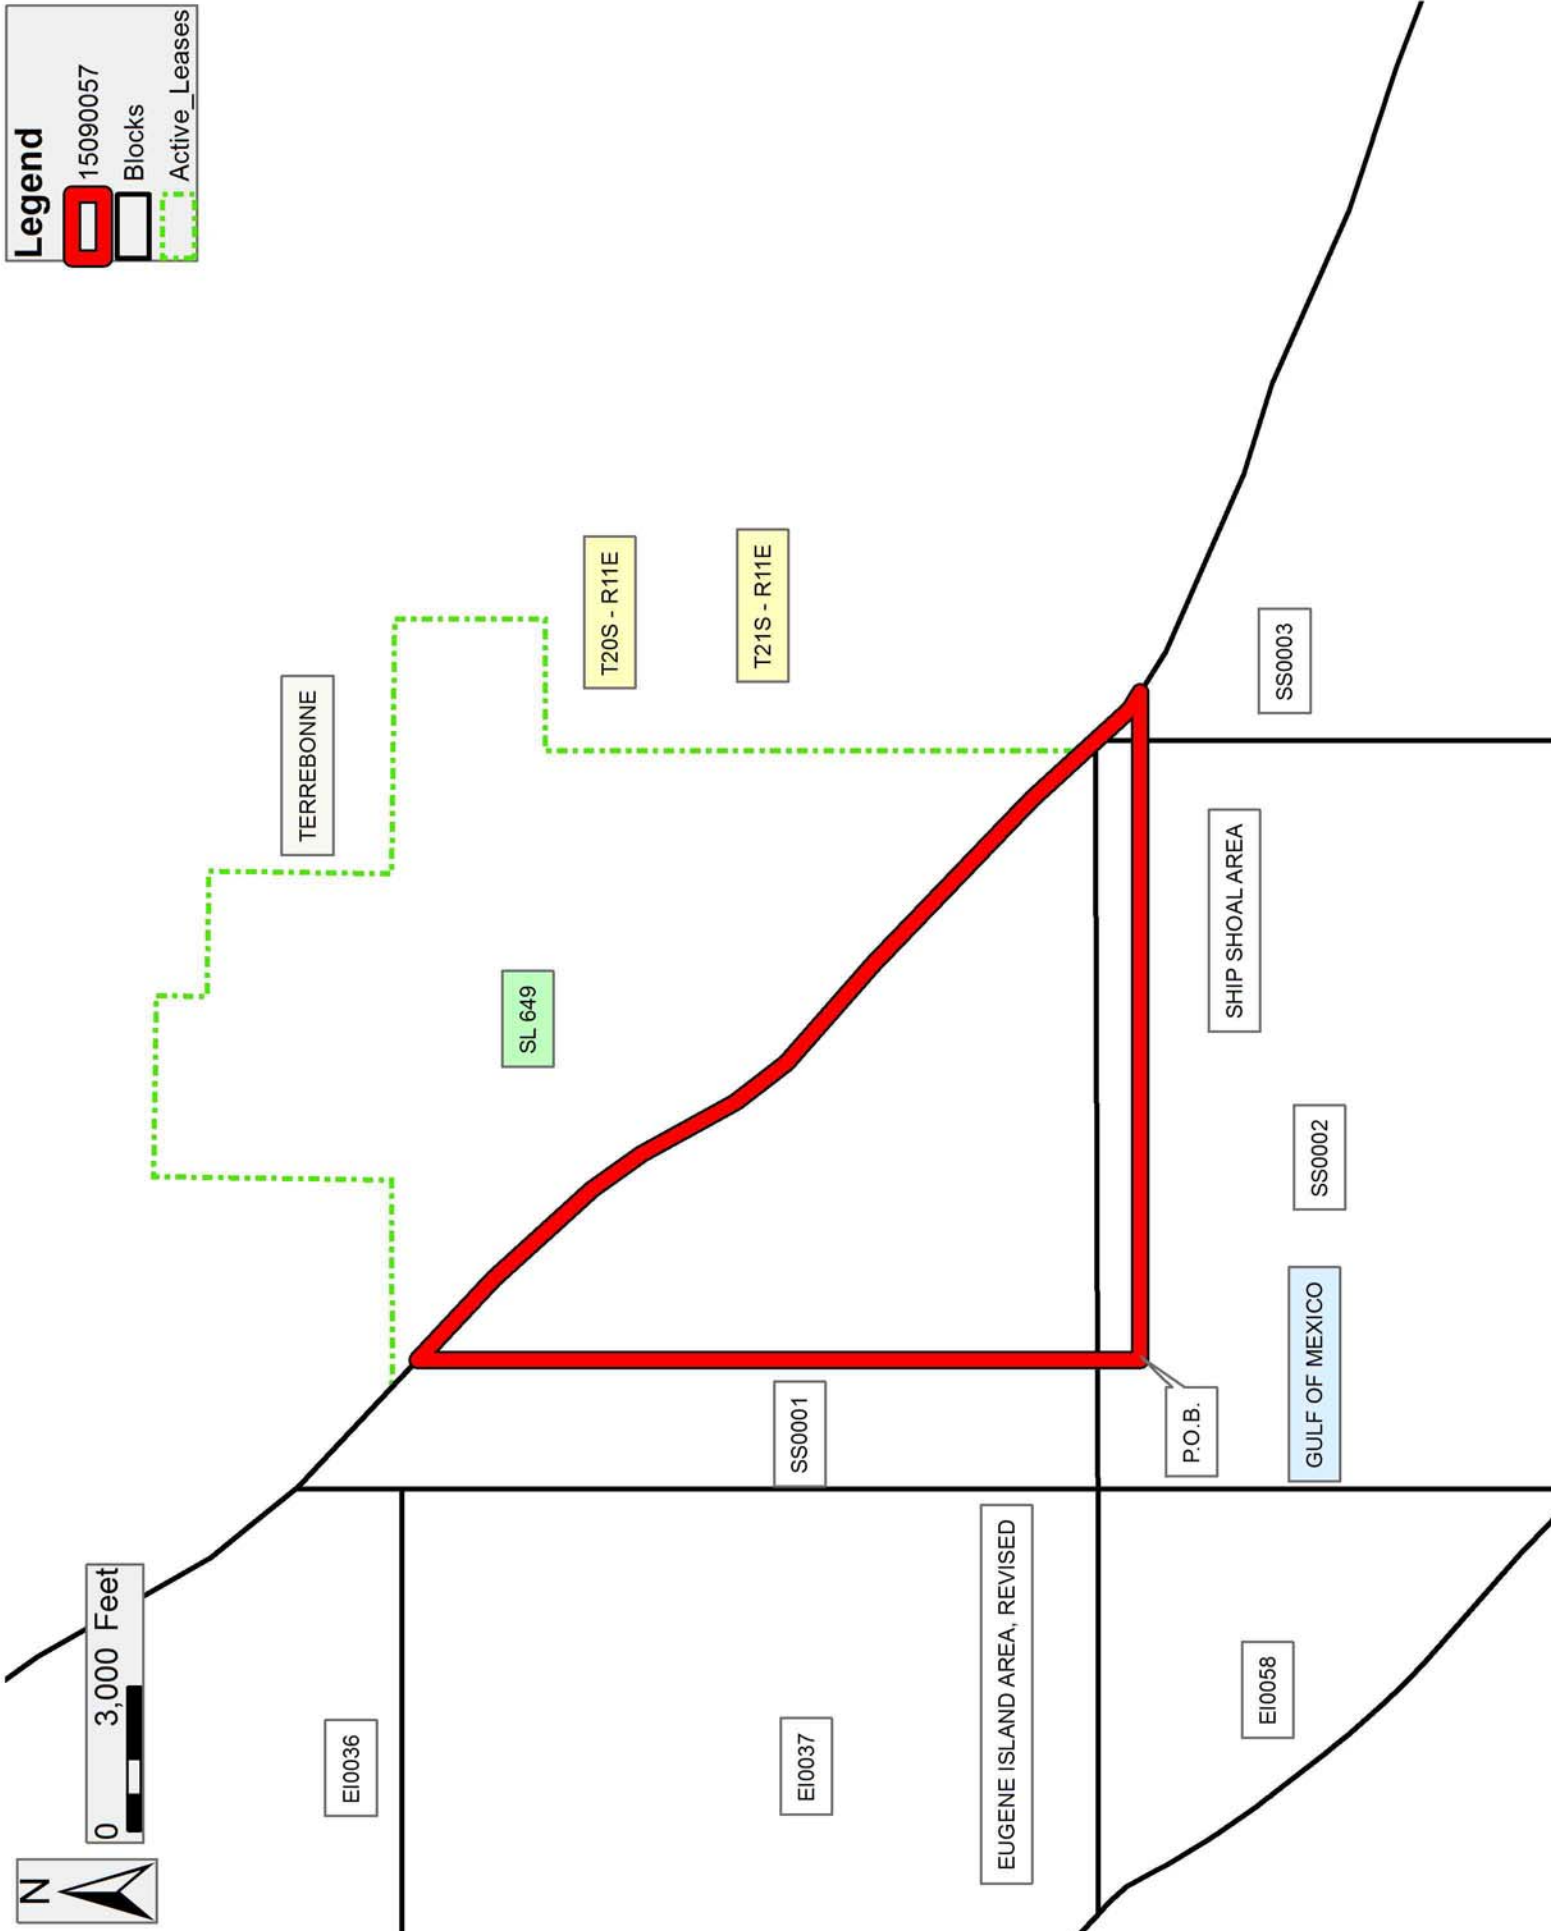 Legend
15090057
Blocks
Active_Leases
N
0 3,000 Feet
TERREBONNE
EI0036
SL 649
T20S - R11E
T21S - R11E
SS0001
EI0037
EUGENE ISLAND AREA, REVISED
P.O.B.
SHIP SHOAL AREA
SS0003
EI0058
GULF OF MEXICO
SS0002